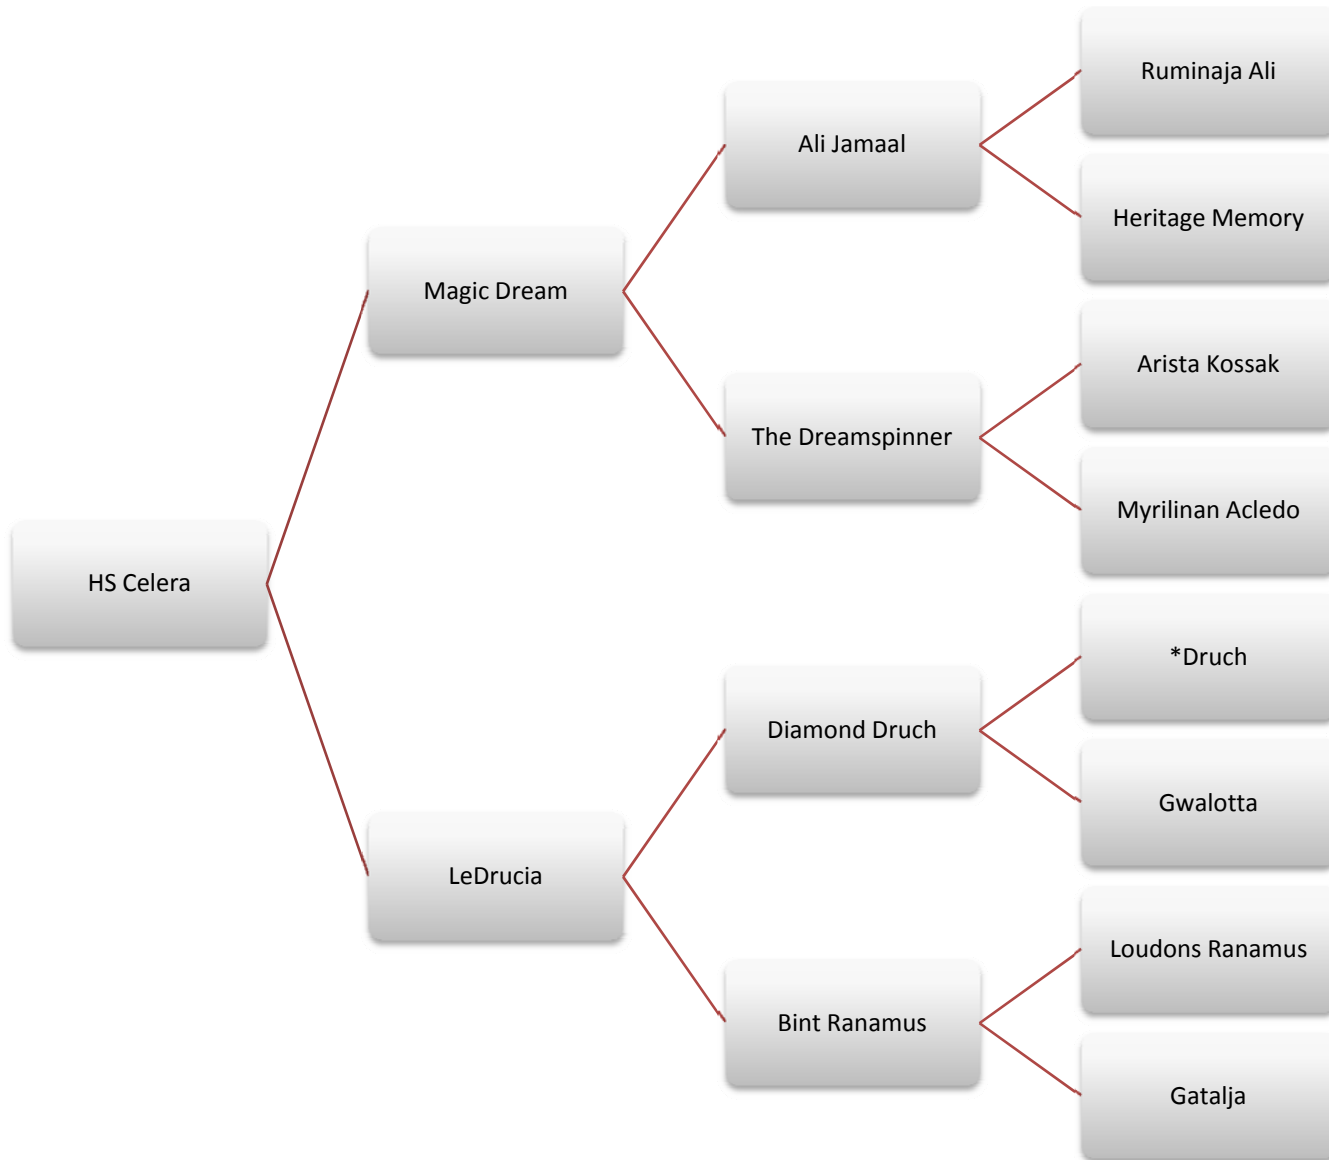 HS Celera
Magic Dream
LeDrucia
Ali Jamaal
The Dreamspinner
Diamond Druch
Bint Ranamus
Ruminaja Ali
Heritage Memory
Arista Kossak
Myrilinan Acledo
*Druch
Gwalotta
Loudons Ranamus
Gatalja